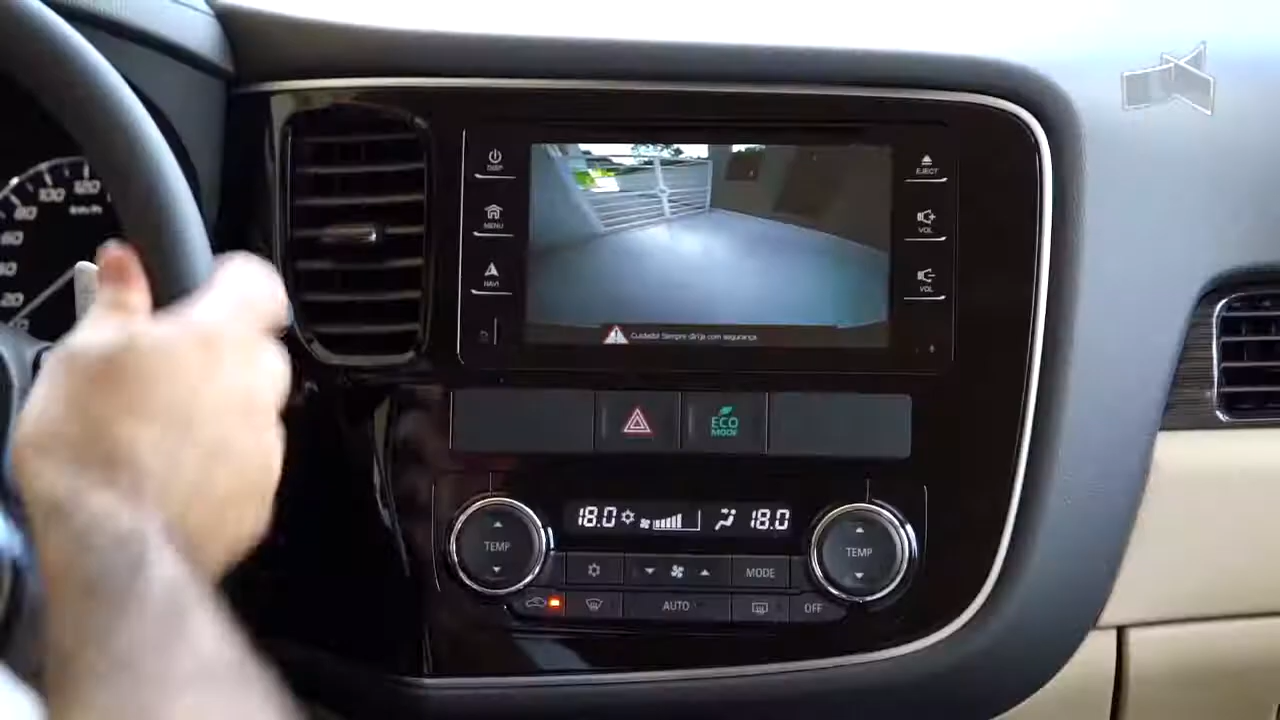 DISP
EJECT
MENU
VOL
NAVI
VOL
Cuidado! Sempre dirija com segurança.
120
100
80
60
20
km/h
ECO
MODE
18.0
18.0
TEMP
TEMP
MODE
AUTO
OFF